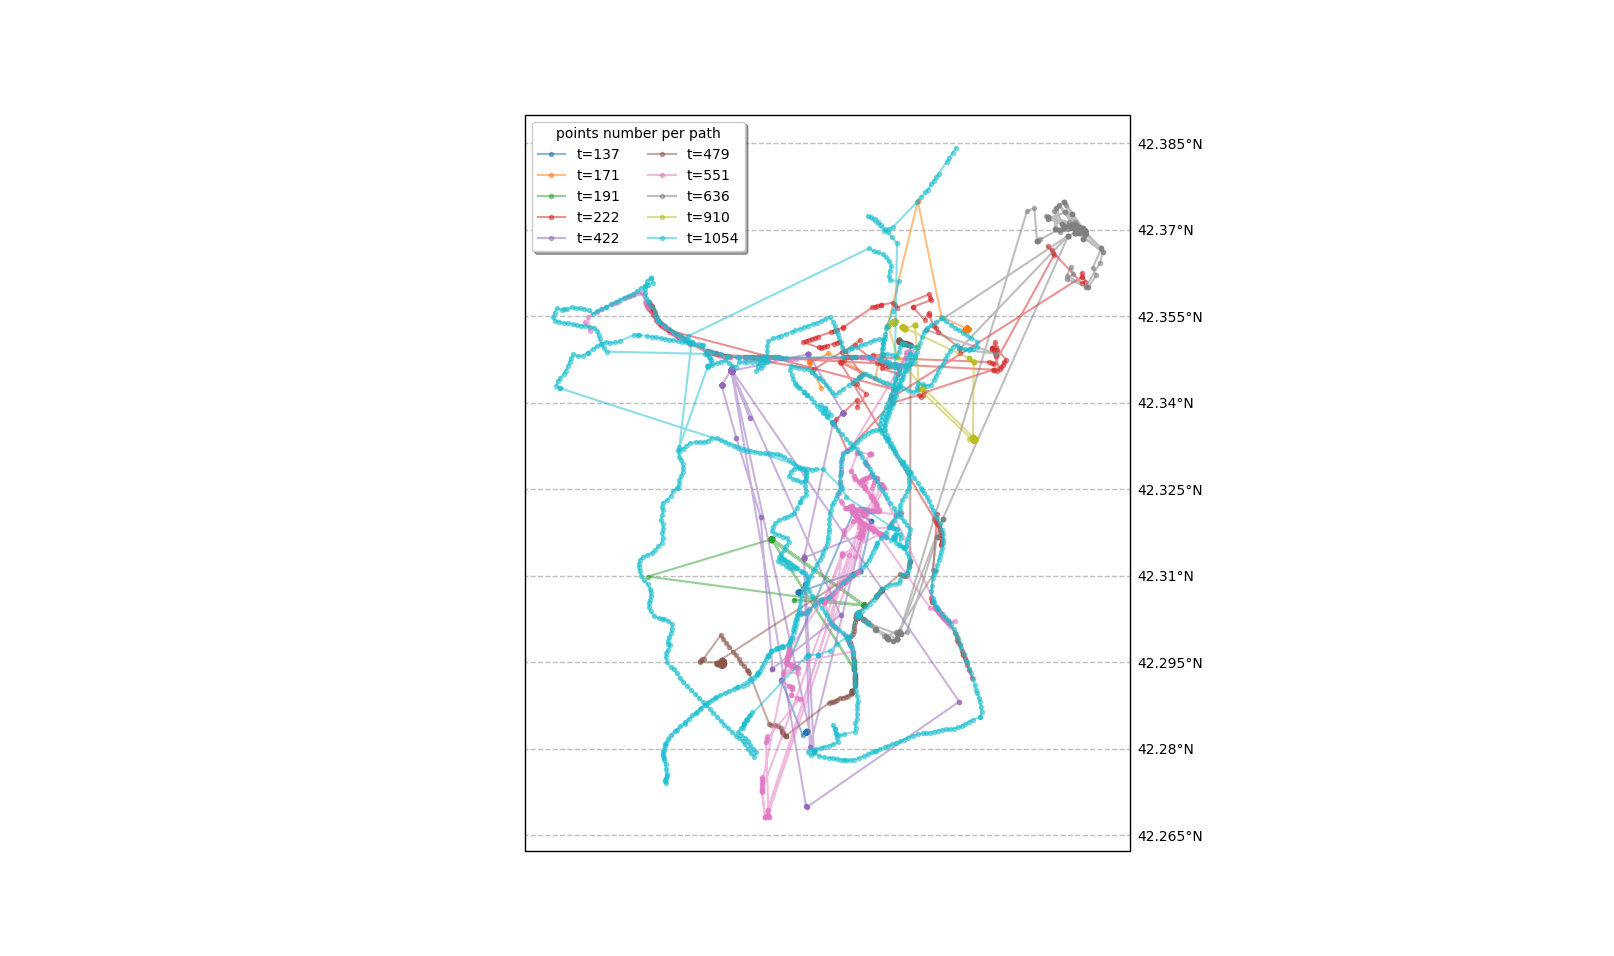 points number per path
t=137 t=479
t=171 t=551
t=191 t=636
t=222 t=910
t=422 t=1054
42.385°N
42.37°N
42.355°N
42.34°N
42.325°N
42.31°N
42.295°N
42.28°N
42.265°N